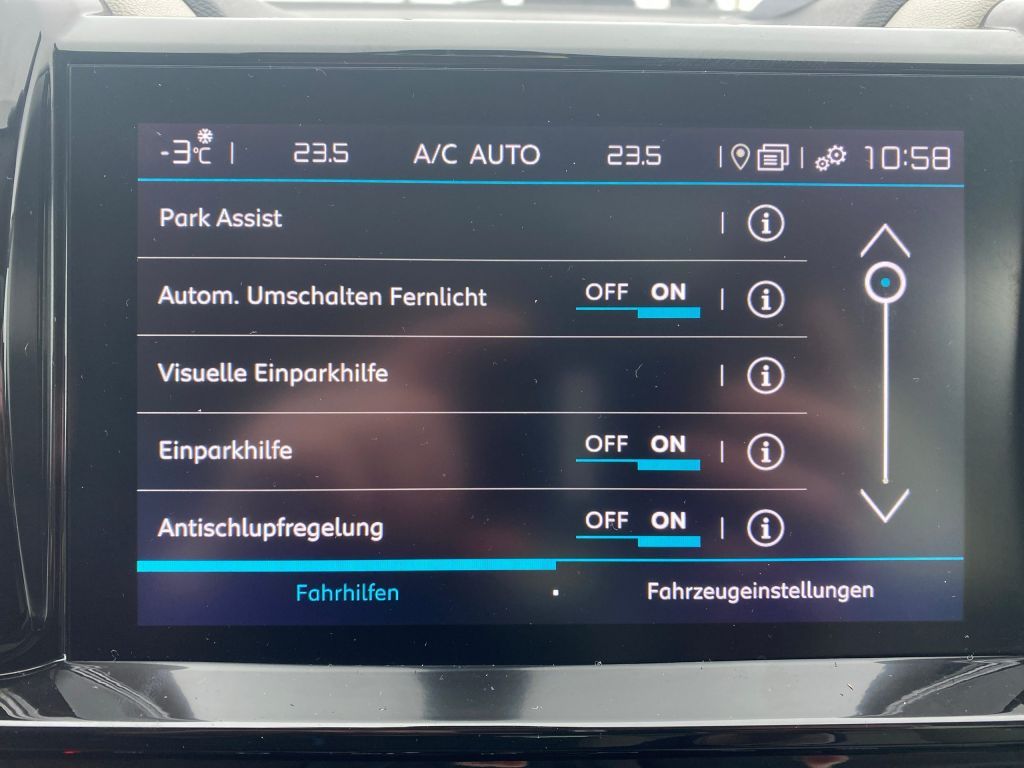 -3°C 23.5 A/C AUTO 23.5 10:58
Park Assist
Autom. Umschalten Fernlicht OFF ON
Visuelle Einparkhilfe
Einparkhilfe OFF ON
Antischlupfregelung OFF ON
Fahrhilfen Fahrzeugeinstellungen